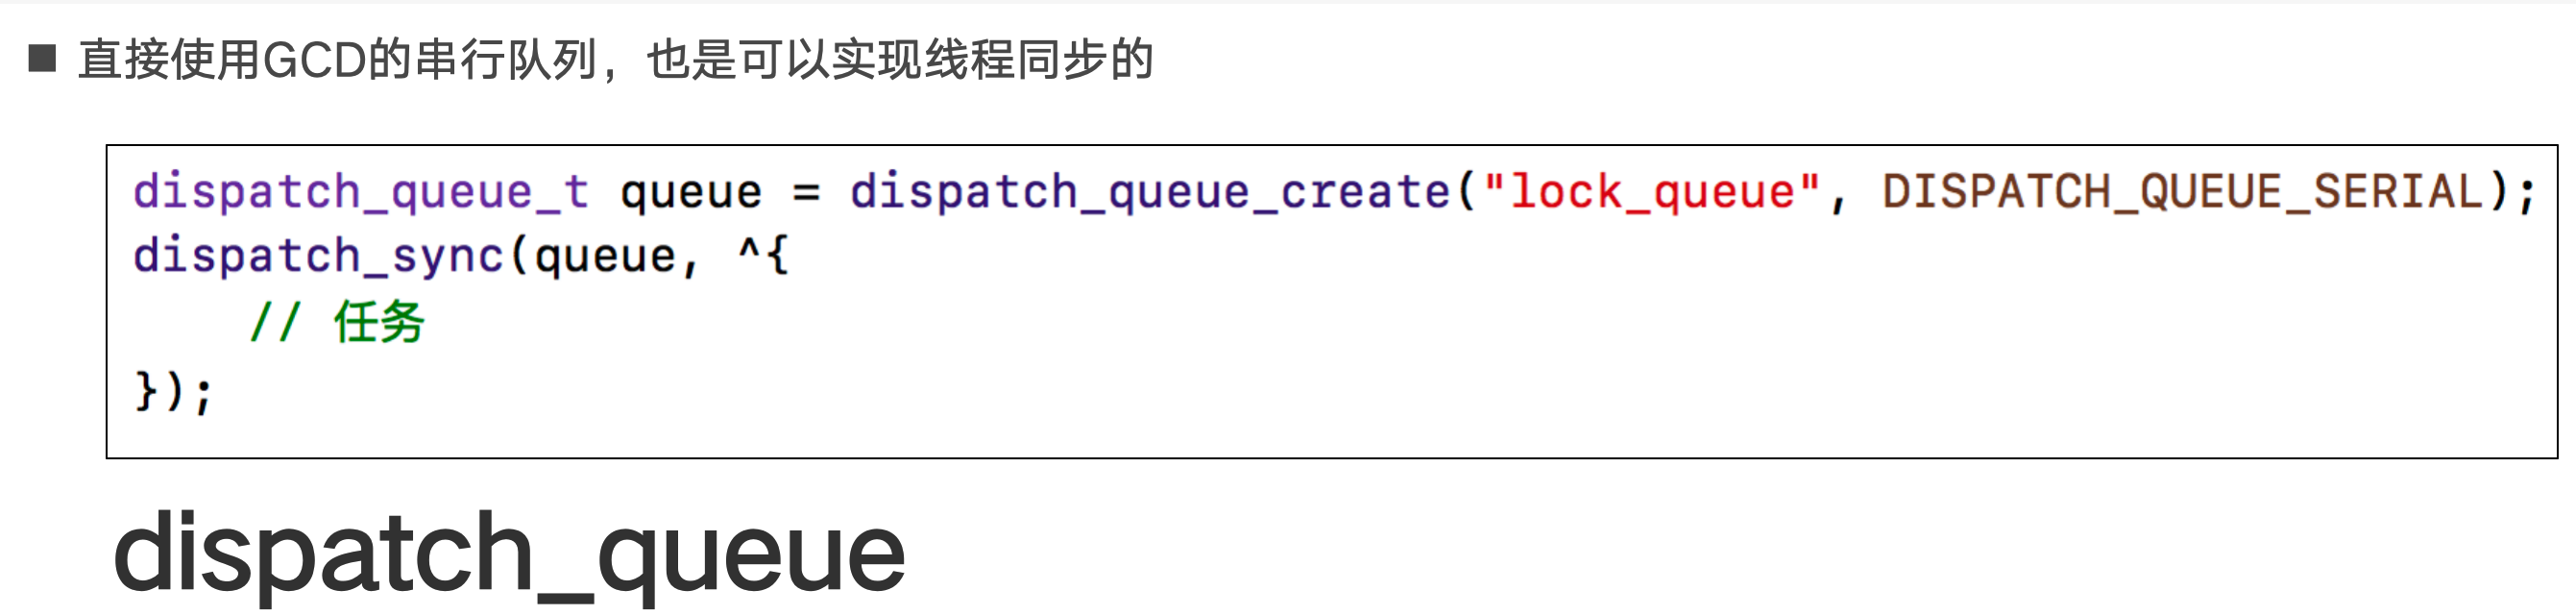 ■ 直接使用GCD的串行队列，也是可以实现线程同步的
dispatch_queue_t queue = dispatch_queue_create("lock_queue", DISPATCH_QUEUE_SERIAL);
dispatch_sync(queue, ^{
    // 任务
});
dispatch_queue